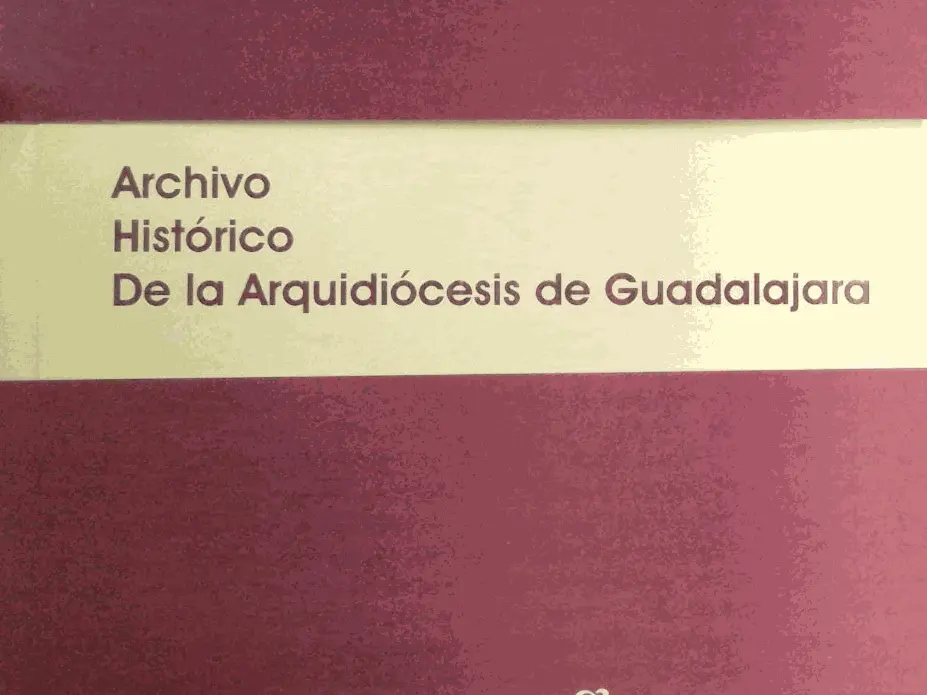 Archivo
Histórico
De la Arquidiócesis de Guadalajara